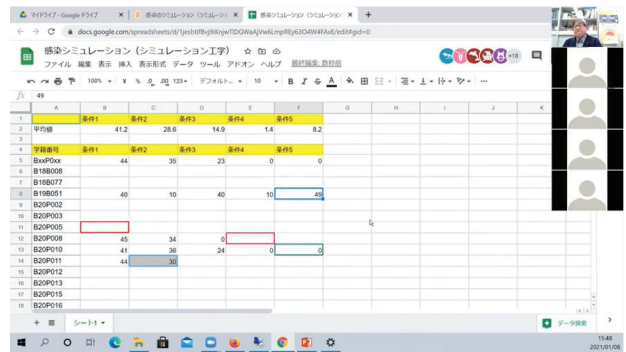 マイドライブ - Google ドライブ
感染シミュレーション (シミュレーショ
感染シミュレーション (シミュレーシ
docs.google.com/spreadsheets/d/
/edit#gid=0
感染シミュレーション（シミュレーション工学）
ファイル 編集 表示 挿入 表示形式 データ ツール アドオン ヘルプ 最終編集: 数秒前
+18
100% ¥ % .0 .00 123 デフォルト... 10 B I S A
fx 49
A B C D E F G H I J K
1 条件1 条件2 条件3 条件4 条件5
2 平均値 41.2 28.6 14.9 1.4 8.2
3
4 学籍番号 条件1 条件2 条件3 条件4 条件5
5 BxxP0xx 44 35 23 0 0
6 B18B008
7 B18B077
8 B19B051 40 10 40 10 49
9 B20P002
10 B20P003
11 B20P005
12 B20P008 45 34 0
13 B20P010 41 36 24 0 0
14 B20P011 44 30
15 B20P012
16 B20P013
17 B20P015
18 B20P016
シート1
データ探索
15:48
2021/01/08